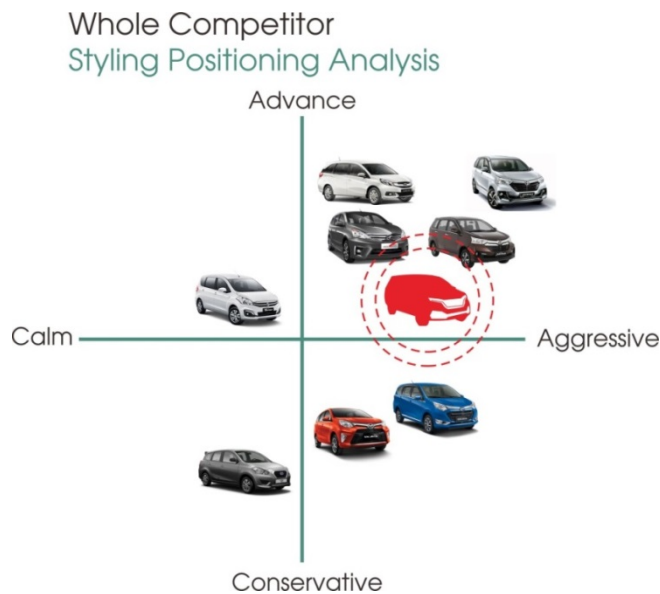 Whole Competitor
Styling Positioning Analysis
Advance
Calm
Aggressive
Conservative